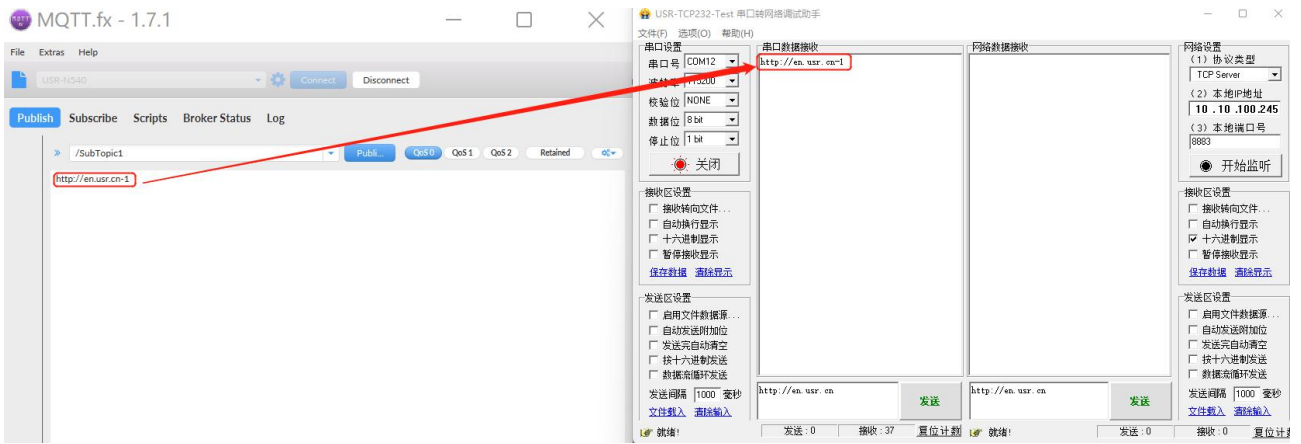 MQTT.fx - 1.7.1
File Extras Help
USR-N540 Connect Disconnect
Publish Subscribe Scripts Broker Status Log
/SubTopic1 Publi... QoS 0 QoS 1 QoS 2 Retained
http://en.usr.cn-1
USR-TCP232-Test 串口转网络调试助手
文件(F) 选项(O) 帮助(H)
串口设置
串口号 COM12
115200
校验位 NONE
数据位 8 bit
停止位 1 bit
关闭
接收区设置
接收转向文件...
自动换行显示
十六进制显示
暂停接收显示
保存数据 清除显示
发送区设置
启用文件数据源...
自动发送附加位
发送完自动清空
按十六进制发送
数据流循环发送
发送间隔 1000 毫秒
文件载入 清除输入
就绪!
串口数据接收
http://en.usr.cn-1
http://en.usr.cn
发送
发送:0 接收:37 复位计数
网络数据接收
http://en.usr.cn
发送
就绪! 发送:0 接收:0
网络设置
(1) 协议类型
TCP Server
(2) 本地IP地址
10 .10 .100.245
(3) 本地端口号
8883
开始监听
接收区设置
接收转向文件...
自动换行显示
十六进制显示
暂停接收显示
保存数据 清除显示
发送区设置
启用文件数据源...
自动发送附加位
发送完自动清空
按十六进制发送
数据流循环发送
发送间隔 1000 毫秒
文件载入 清除输入